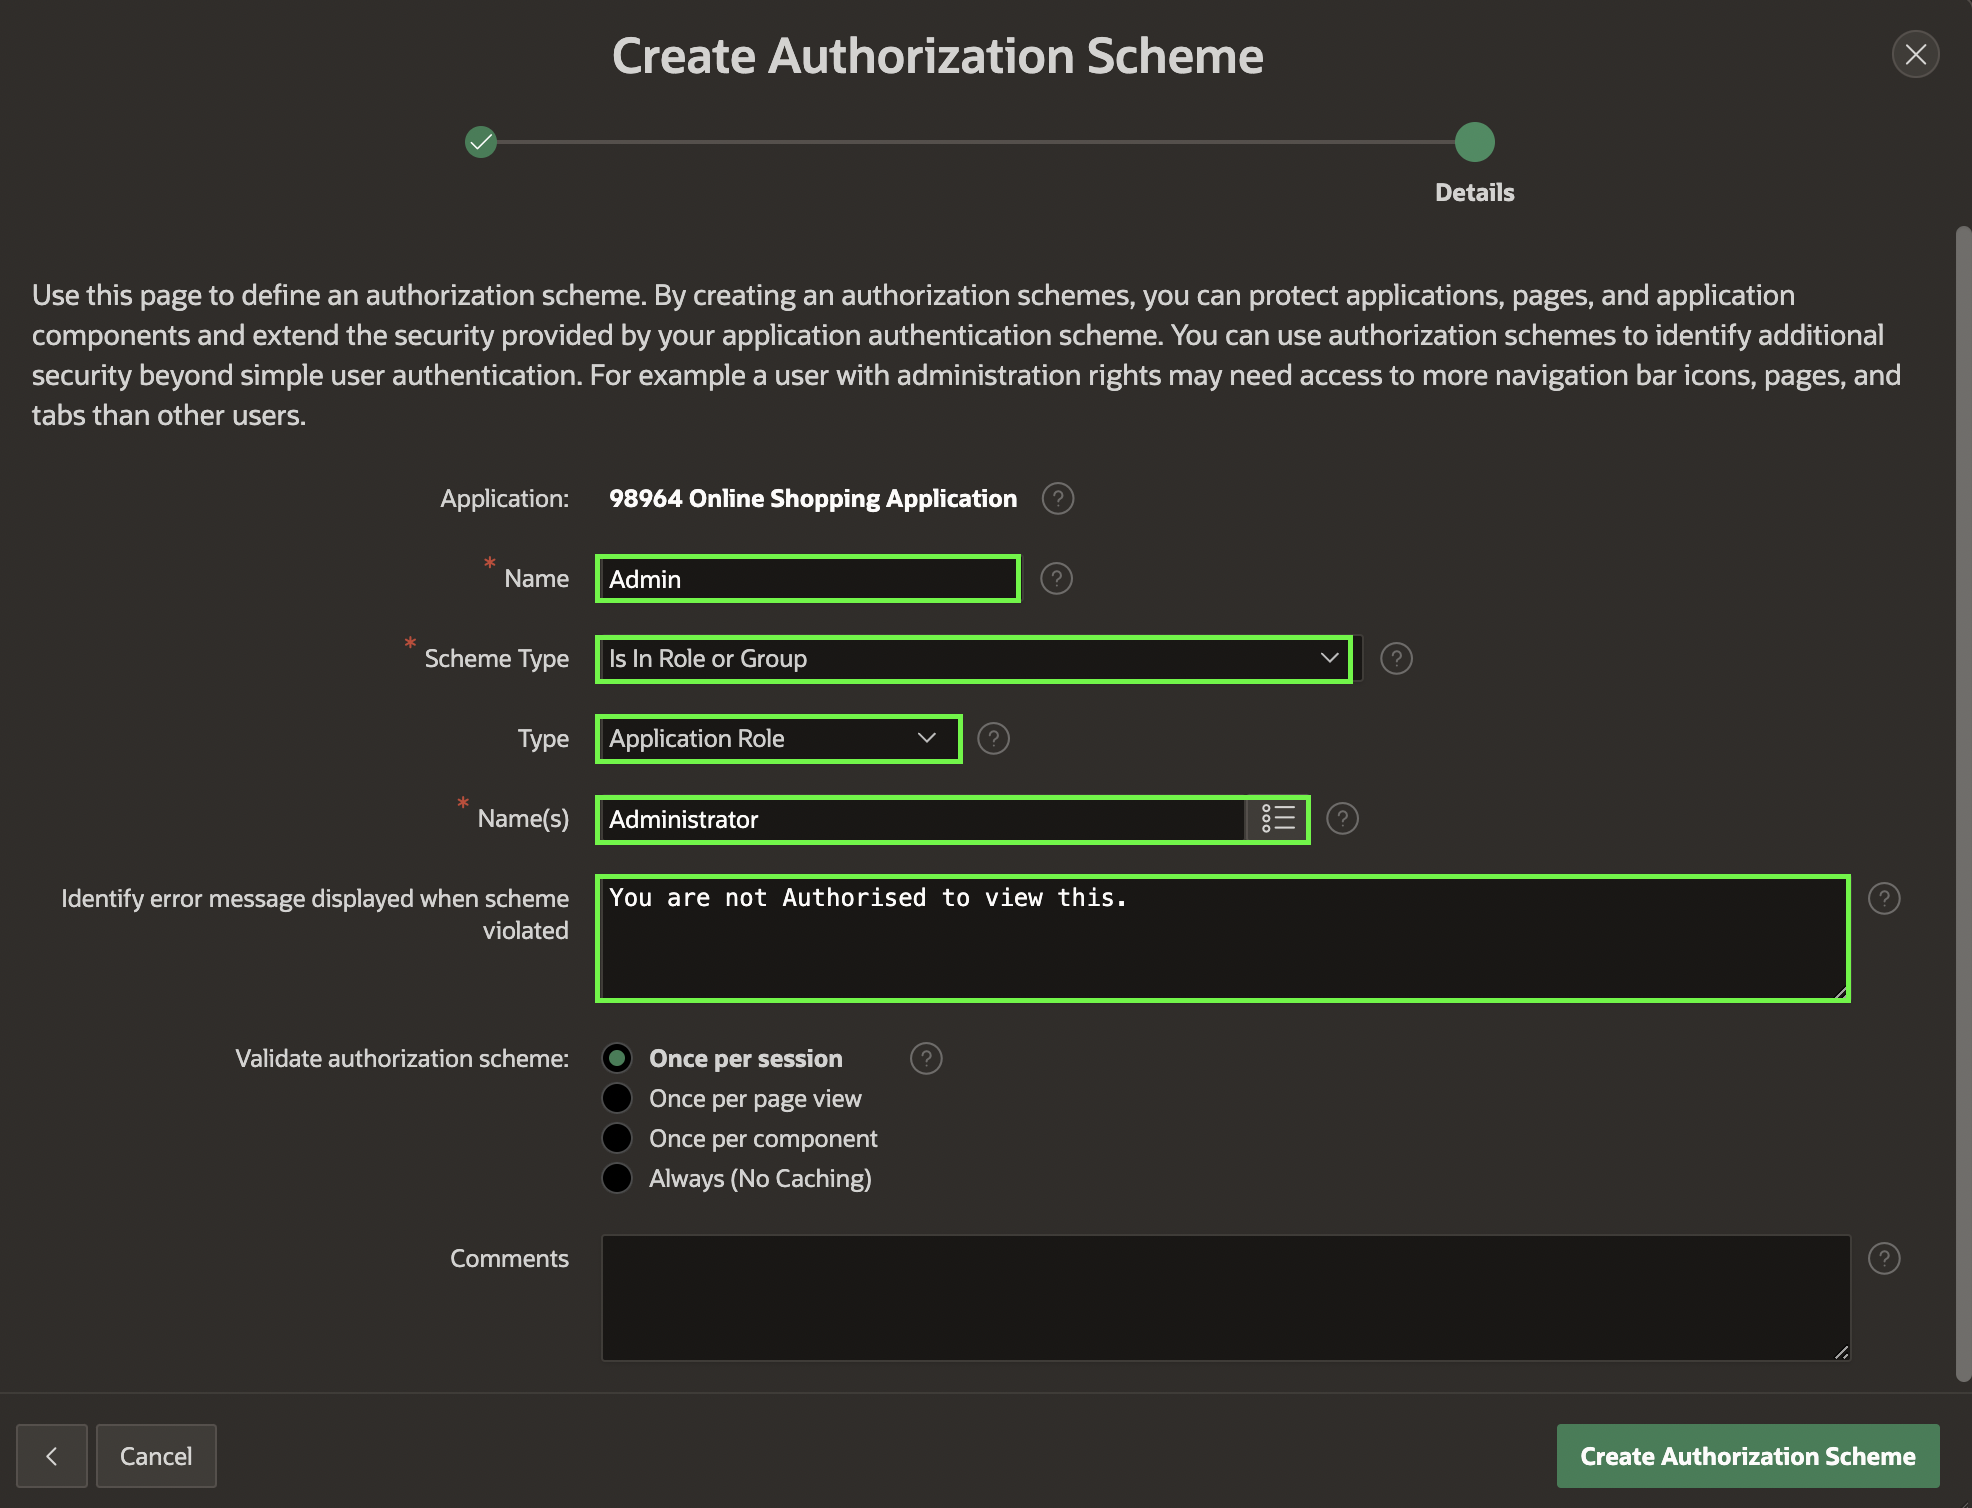 Create Authorization Scheme
Details
Use this page to define an authorization scheme. By creating an authorization schemes, you can protect applications, pages, and application
components and extend the security provided by your application authentication scheme. You can use authorization schemes to identify additional
security beyond simple user authentication. For example a user with administration rights may need access to more navigation bar icons, pages, and
tabs than other users.
Application: 98964 Online Shopping Application ?
* Name Admin ?
* Scheme Type Is In Role or Group ?
Type Application Role ?
* Name(s) Administrator ?
Identify error message displayed when scheme You are not Authorised to view this. ?
violated
Validate authorization scheme: Once per session ?
Once per page view
Once per component
Always (No Caching)
Comments ?
Cancel Create Authorization Scheme